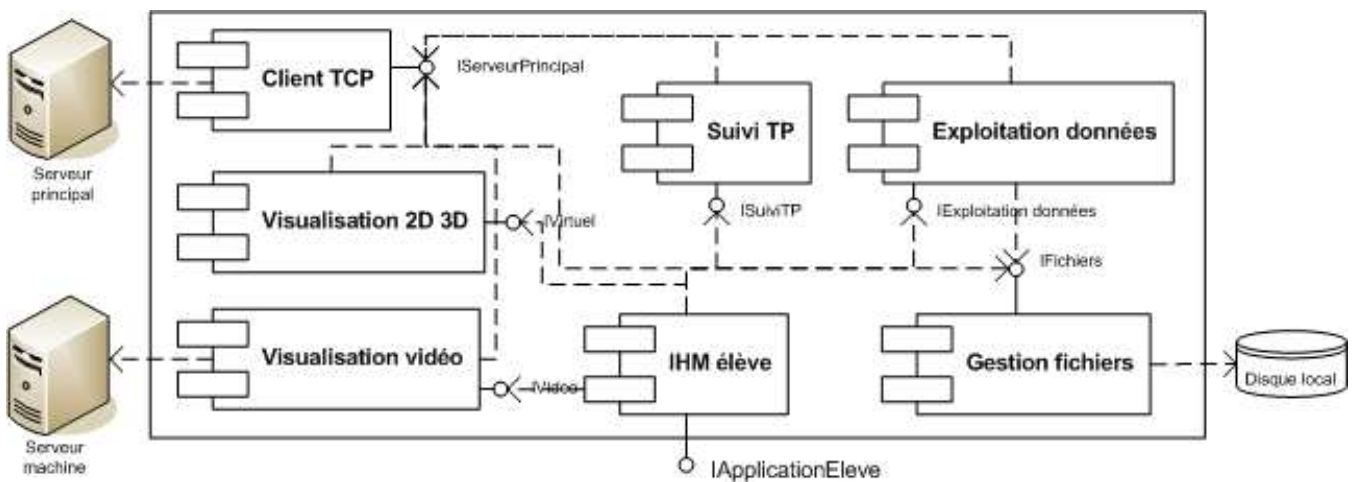 Client TCP
IServeurPrincipal
Suivi TP
Exploitation données
Serveur
principal
Visualisation 2D 3D
IVirtuel
ISuiviTP
IExploitation données
IFichiers
Visualisation vidéo
IHM élève
Gestion fichiers
IVideo
Disque local
Serveur
machine
IApplicationEleve